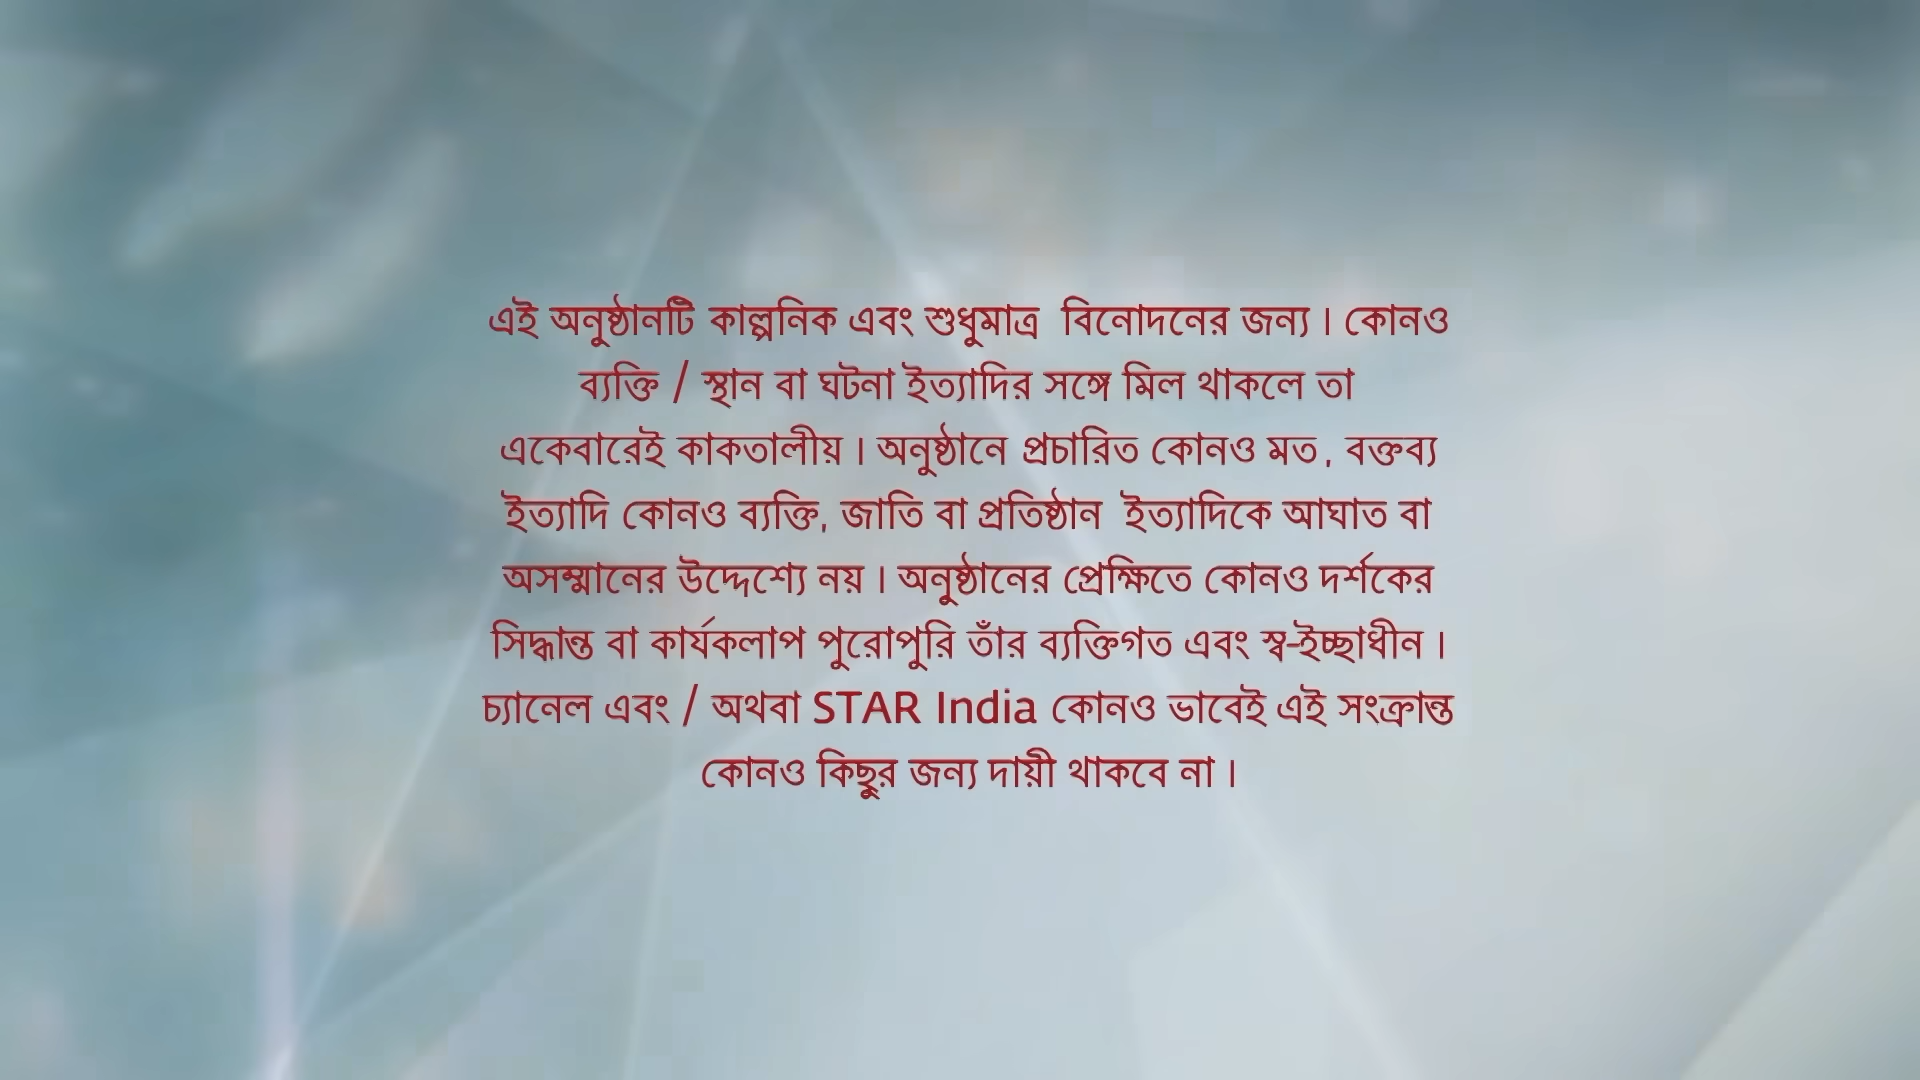 এই অনুষ্ঠানটি কাল্পনিক এবং শুধুমাত্র বিনোদনের জন্য । কোনও
ব্যক্তি / স্থান বা ঘটনা ইত্যাদির সঙ্গে মিল থাকলে তা
একেবারেই কাকতালীয় । অনুষ্ঠানে প্রচারিত কোনও মত , বক্তব্য
ইত্যাদি কোনও ব্যক্তি, জাতি বা প্রতিষ্ঠান ইত্যাদিকে আঘাত বা
অসম্মানের উদ্দেশ্যে নয় । অনুষ্ঠানের প্রেক্ষিতে কোনও দর্শকের
সিদ্ধান্ত বা কার্যকলাপ পুরোপুরি তাঁর ব্যক্তিগত এবং স্ব-ইচ্ছাধীন ।
চ্যানেল এবং / অথবা STAR India কোনও ভাবেই এই সংক্রান্ত
কোনও কিছুর জন্য দায়ী থাকবে না ।